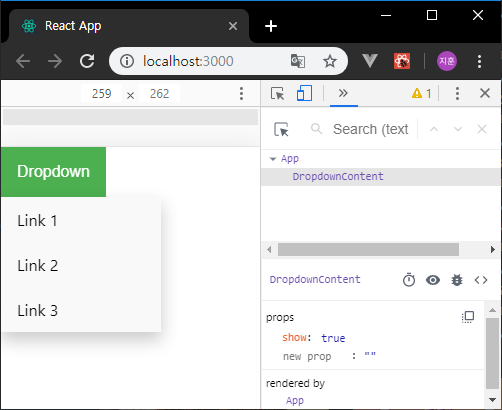 React App
localhost:3000
지훈
259 × 262
1
Search (text
Dropdown
Link 1
Link 2
Link 3
App
DropdownContent
DropdownContent
props
show: true
new prop : ""
rendered by
App